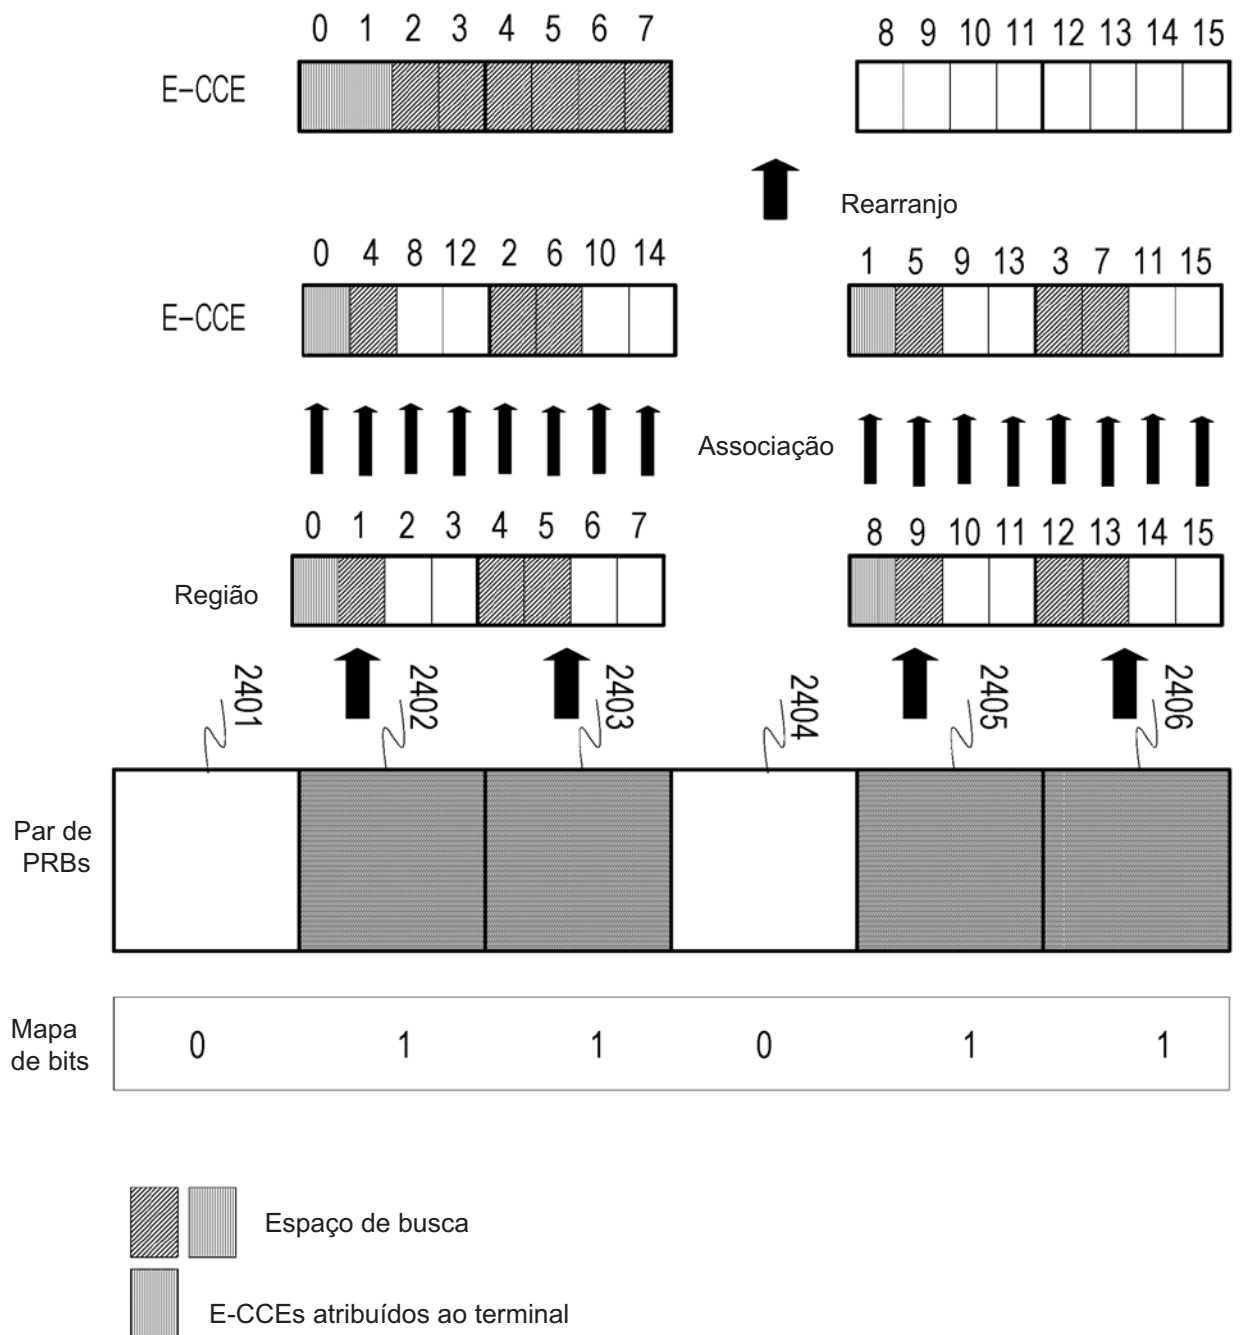 0 1 2 3 4 5 6 7
8 9 10 11 12 13 14 15
E-CCE
Rearranjo
0 4 8 12 2 6 10 14
1 5 9 13 3 7 11 15
E-CCE
Associação
0 1 2 3 4 5 6 7
8 9 10 11 12 13 14 15
Região
2401
2402
2403
2404
2405
2406
Par de
PRBs
Mapa
de bits
0 1 1 0 1 1
Espaço de busca
E-CCEs atribuídos ao terminal